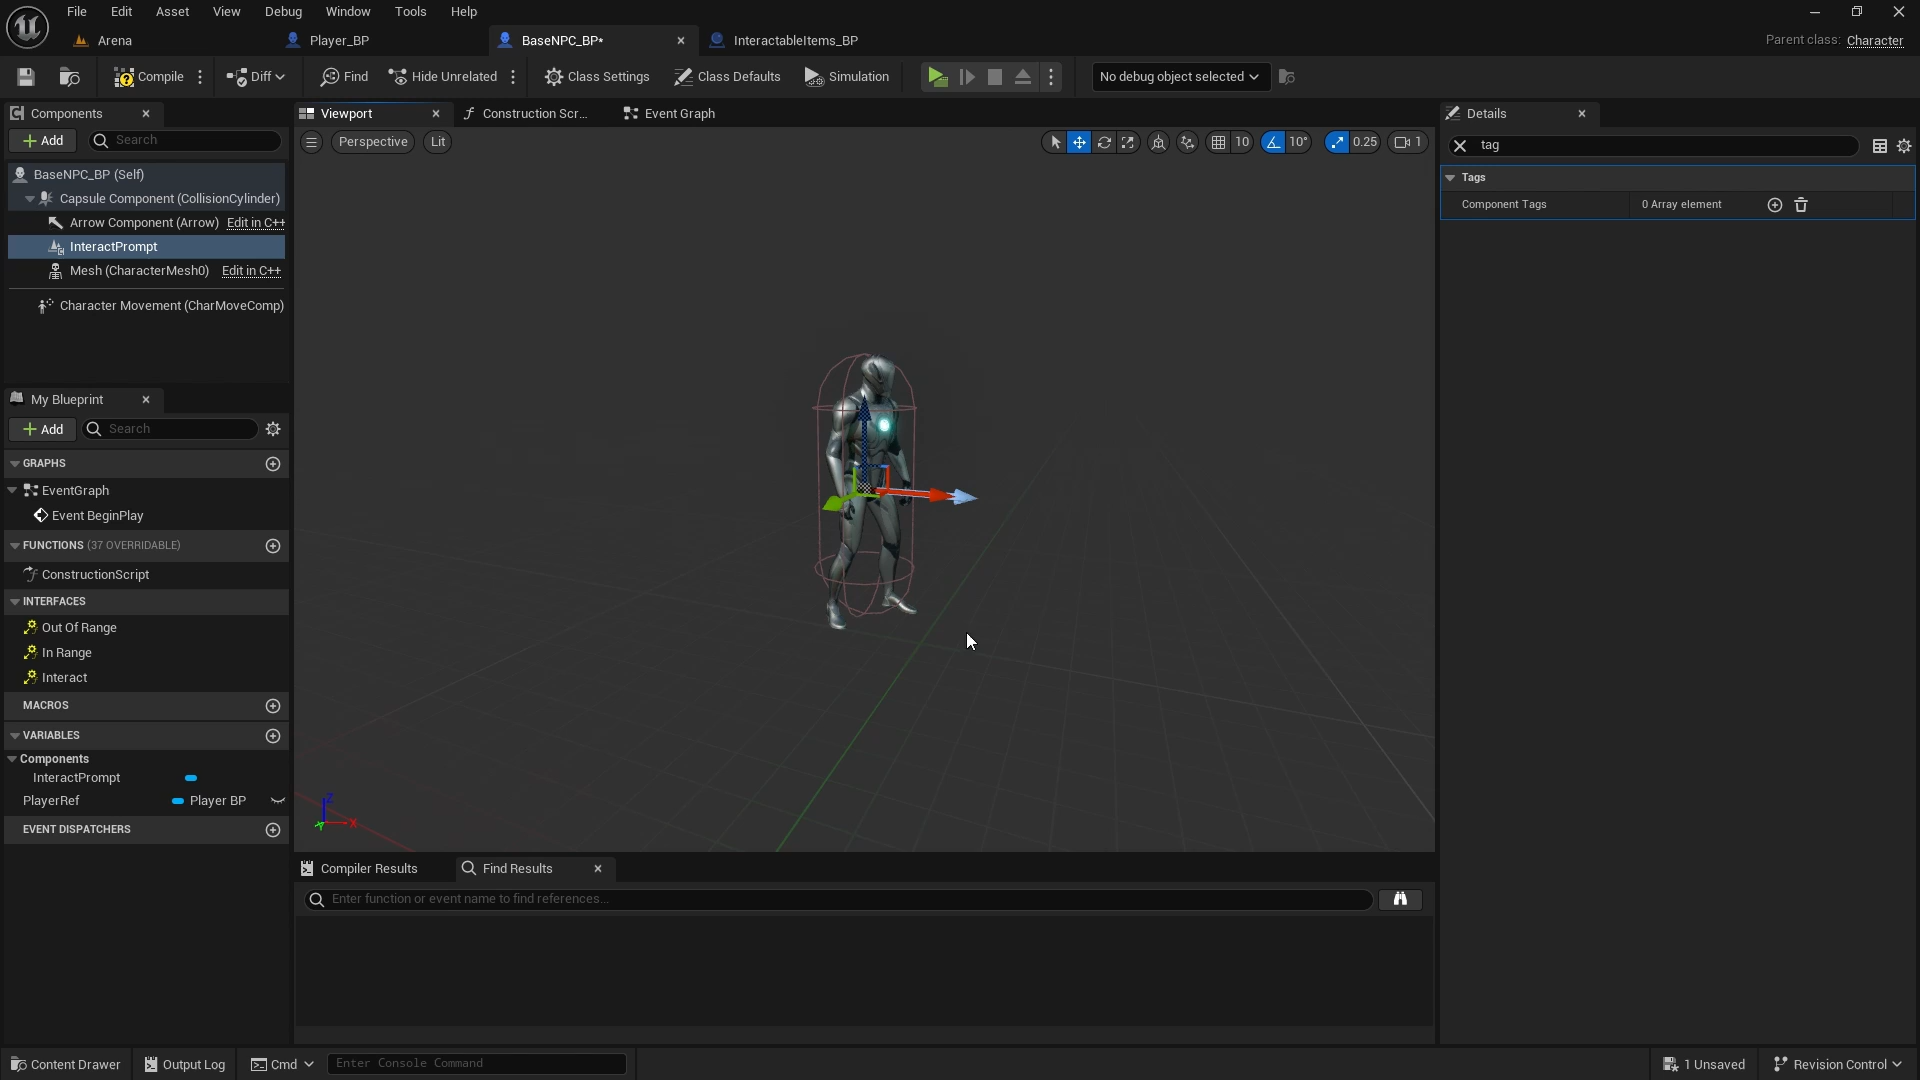 File Edit Asset View Debug Window Tools Help
Arena Player_BP BaseNPC_BP* InteractableItems_BP Parent class: Character
Compile Diff Find Hide Unrelated Class Settings Class Defaults Simulation No debug object selected
Components
Add Search
BaseNPC_BP (Self)
Capsule Component (CollisionCylinder)
Arrow Component (Arrow) Edit in C++
InteractPrompt
Mesh (CharacterMesh0) Edit in C++
Character Movement (CharMoveComp)
My Blueprint
Add Search
GRAPHS
EventGraph
Event BeginPlay
FUNCTIONS (37 OVERRIDABLE)
ConstructionScript
INTERFACES
Out Of Range
In Range
Interact
MACROS
VARIABLES
Components
InteractPrompt
PlayerRef Player BP
EVENT DISPATCHERS
Viewport Construction Scr... Event Graph
Perspective Lit 10 10° 0.25 1
Z
X
Y
Compiler Results Find Results
Enter function or event name to find references...
Details
tag
Tags
Component Tags 0 Array element
Content Drawer Output Log Cmd Enter Console Command 1 Unsaved Revision Control